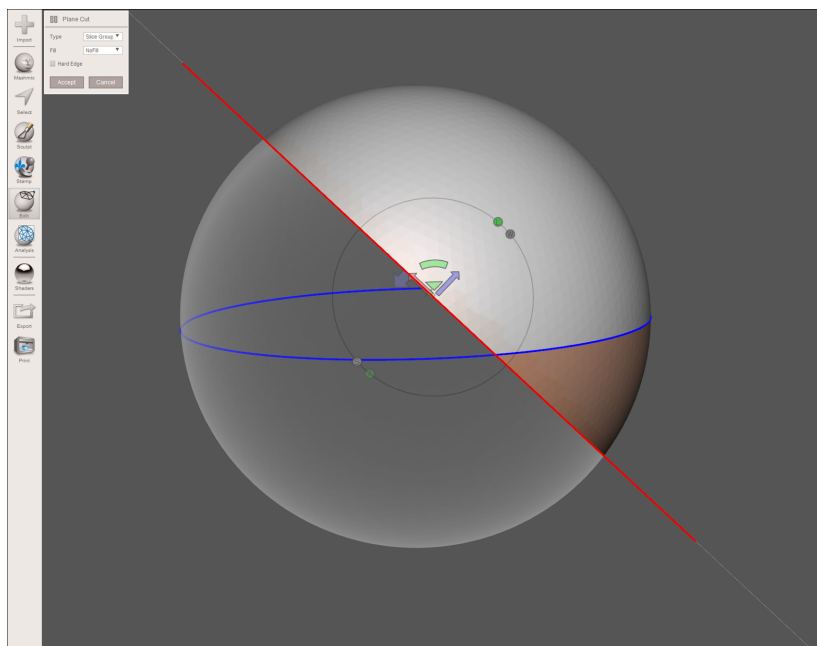 Import
Meshmix
Select
Sculpt
Stamp
Edit
Analysis
Shaders
Export
Print
Plane Cut
Type Slice Group
Fill NoFill
Hard Edge
Accept Cancel